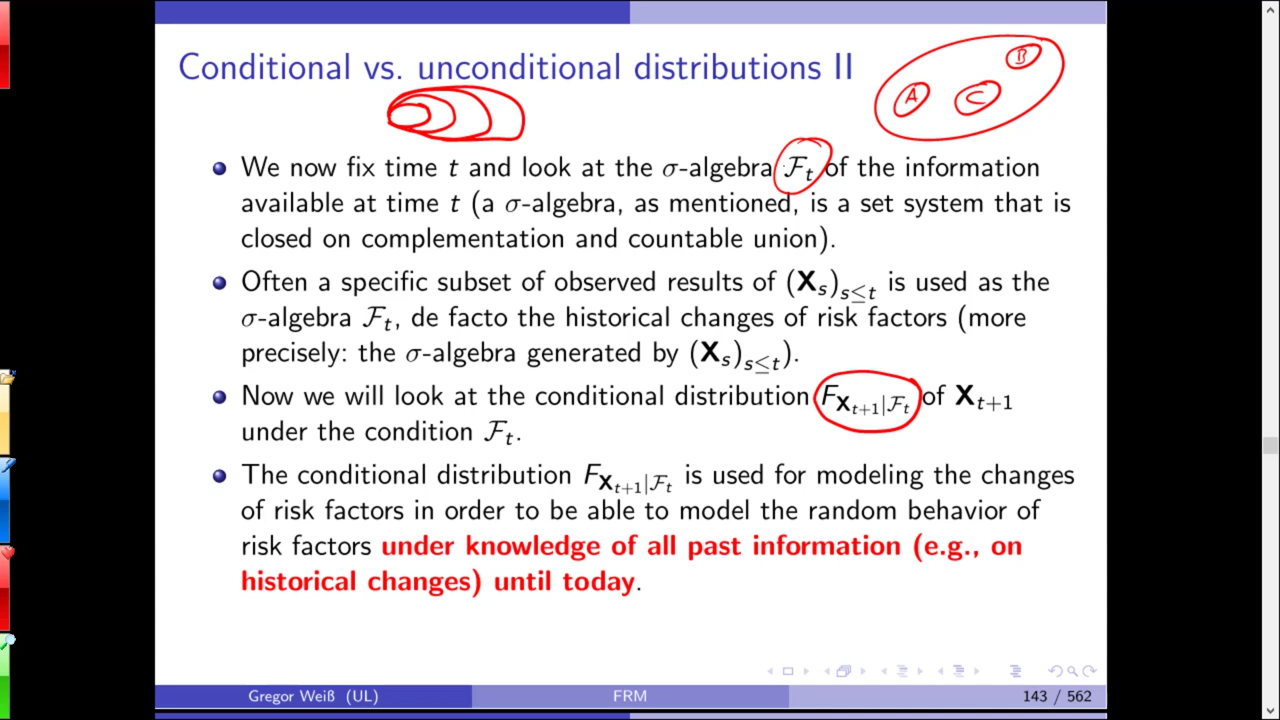 Conditional vs. unconditional distributions II
B
A
C
We now fix time t and look at the σ-algebra 𝓕_t of the information
available at time t (a σ-algebra, as mentioned, is a set system that is
closed on complementation and countable union).
Often a specific subset of observed results of (𝐗_s)_{s≤t} is used as the
σ-algebra 𝓕_t, de facto the historical changes of risk factors (more
precisely: the σ-algebra generated by (𝐗_s)_{s≤t}).
Now we will look at the conditional distribution F_{𝐗_{t+1}|𝓕_t} of 𝐗_{t+1}
under the condition 𝓕_t.
The conditional distribution F_{𝐗_{t+1}|𝓕_t} is used for modeling the changes
of risk factors in order to be able to model the random behavior of
risk factors under knowledge of all past information (e.g., on
historical changes) until today.
Gregor Weiß (UL) FRM 143 / 562